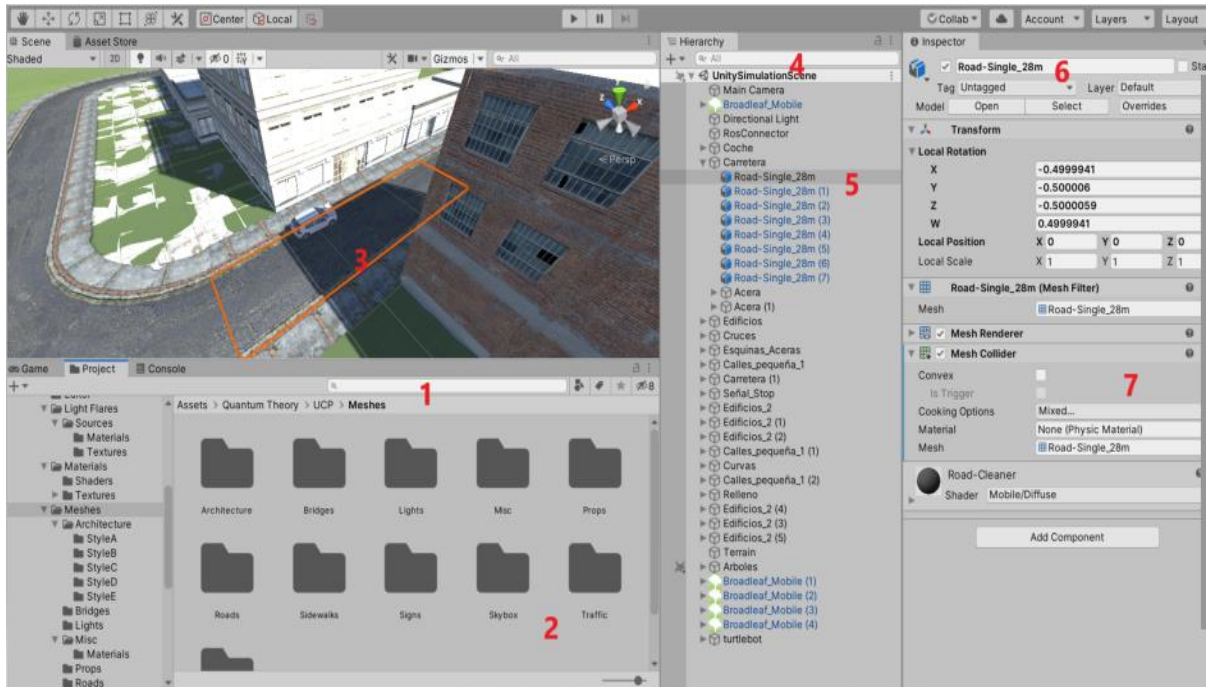 Center Local Collab Account Layers Layout
Scene Asset Store
Shaded 2D 0 Gizmos All
z x
Persp
3
Game Project Console
8
1
Light Flares
Sources
Materials
Textures
Materials
Shaders
Textures
Meshes
Architecture
StyleA
StyleB
StyleC
StyleD
StyleE
Bridges
Lights
Misc
Materials
Props
Roads
Assets > Quantum Theory > UCP > Meshes
Architecture Bridges Lights Misc Props
Roads Sidewalks Signs Skybox Traffic
2
Hierarchy
All
4
UnitySimulationScene
Main Camera
Broadleaf_Mobile
Directional Light
RosConnector
Coche
Carretera
Road-Single_28m
5
Road-Single_28m (1)
Road-Single_28m (2)
Road-Single_28m (3)
Road-Single_28m (4)
Road-Single_28m (5)
Road-Single_28m (6)
Road-Single_28m (7)
Acera
Acera (1)
Edificios
Cruces
Esquinas_Aceras
Calles_pequeña_1
Carretera (1)
Señal_Stop
Edificios_2
Edificios_2 (1)
Edificios_2 (2)
Calles_pequeña_1 (1)
Curvas
Calles_pequeña_1 (2)
Relleno
Edificios_2 (4)
Edificios_2 (3)
Edificios_2 (5)
Terrain
Arboles
Broadleaf_Mobile (1)
Broadleaf_Mobile (2)
Broadleaf_Mobile (3)
Broadleaf_Mobile (4)
turtlebot
Inspector
Road-Single_28m 6 Sta
Tag Untagged Layer Default
Model Open Select Overrides
Transform
Local Rotation
X -0.4999941
Y -0.500006
Z -0.5000059
W 0.4999941
Local Position X 0 Y 0 Z 0
Local Scale X 1 Y 1 Z 1
Road-Single_28m (Mesh Filter)
Mesh Road-Single_28m
Mesh Renderer
Mesh Collider
Convex
7
Is Trigger
Cooking Options Mixed...
Material None (Physic Material)
Mesh Road-Single_28m
Road-Cleaner
Shader Mobile/Diffuse
Add Component